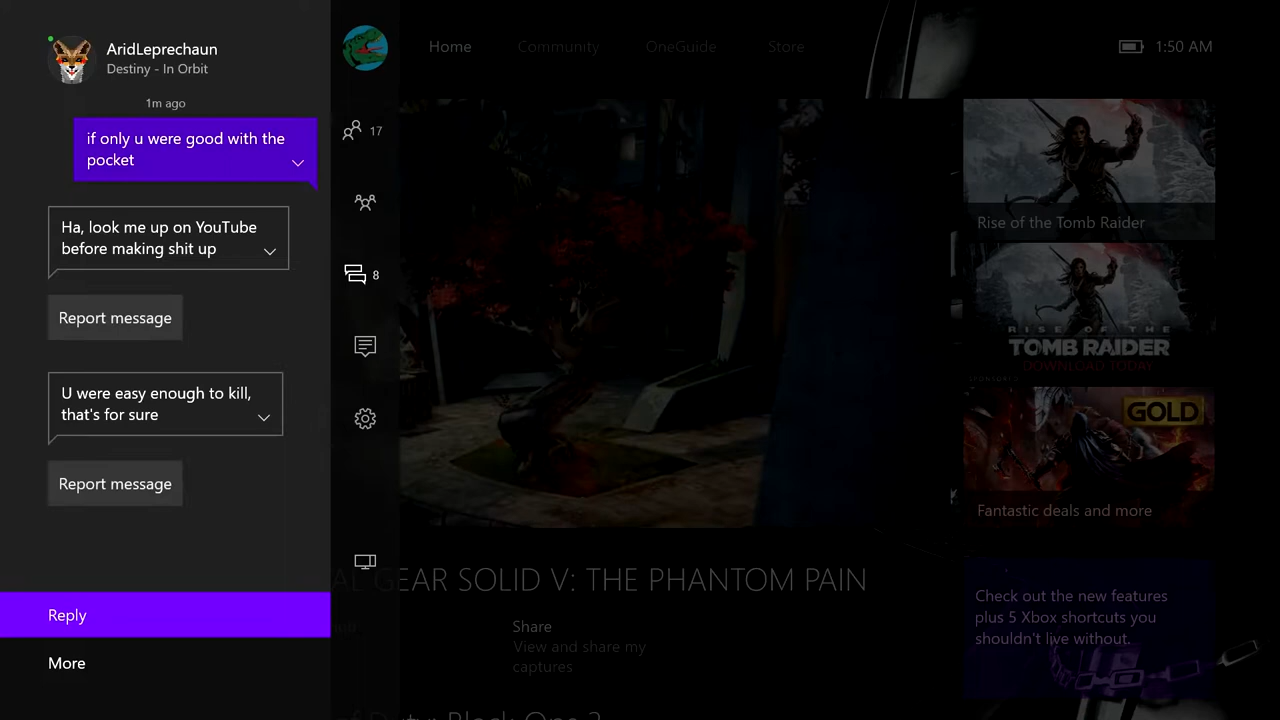 AridLeprechaun
Destiny - In Orbit
1m ago
if only u were good with the
pocket
Ha, look me up on YouTube
before making shit up
Report message
U were easy enough to kill,
that's for sure
Report message
Reply
More
17
8
Home
Community
OneGuide
Store
1:50 AM
Rise of the Tomb Raider
RISE OF THE
TOMB RAIDER
DOWNLOAD TODAY
GOLD
Fantastic deals and more
GEAR SOLID V: THE PHANTOM PAIN
Share
View and share my
captures
Check out the new features
plus 5 Xbox shortcuts you
shouldn't live without.